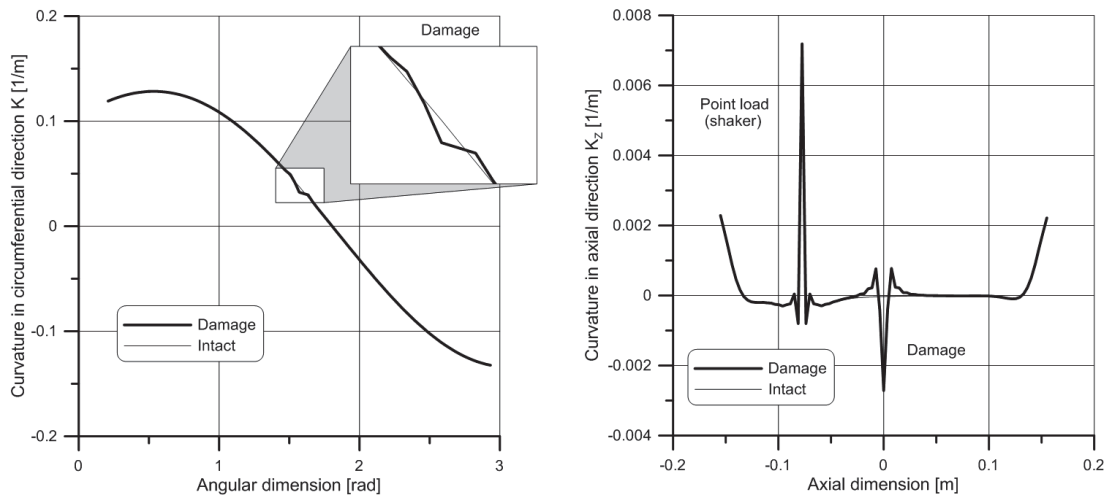 0.2
0.1
0
-0.1
-0.2
Curvature in circumferential direction K [1/m]
Damage
Damage
Intact
0 1 2 3
Angular dimension [rad]
0.008
0.006
0.004
0.002
0
-0.002
-0.004
Curvature in axial direction K_Z [1/m]
Point load
(shaker)
Damage
Damage
Intact
-0.2 -0.1 0 0.1 0.2
Axial dimension [m]